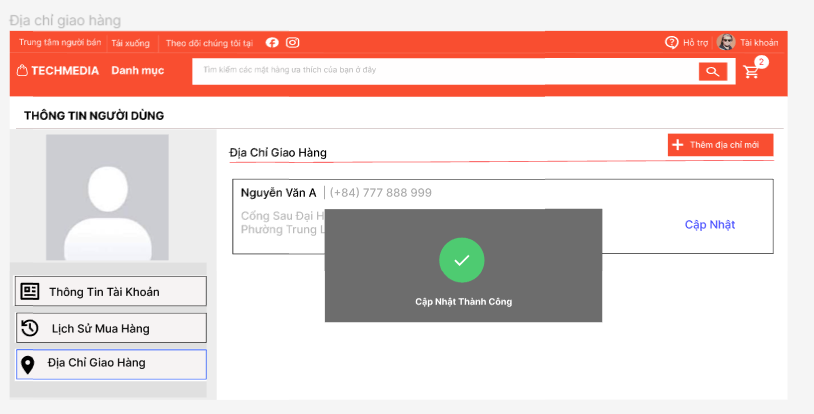 Địa chỉ giao hàng
Trung tâm người bán Tải xuống Theo dõi chúng tôi tại Hỗ trợ Tài khoản
TECHMEDIA Danh mục Tìm kiếm các mặt hàng ưa thích của bạn ở đây 2
THÔNG TIN NGƯỜI DÙNG
Địa Chỉ Giao Hàng
Thêm địa chỉ mới
Nguyễn Văn A | (+84) 777 888 999
Cổng Sau Đại H
Phường Trung L
Cập Nhật
Cập Nhật Thành Công
Thông Tin Tài Khoản
Lịch Sử Mua Hàng
Địa Chỉ Giao Hàng